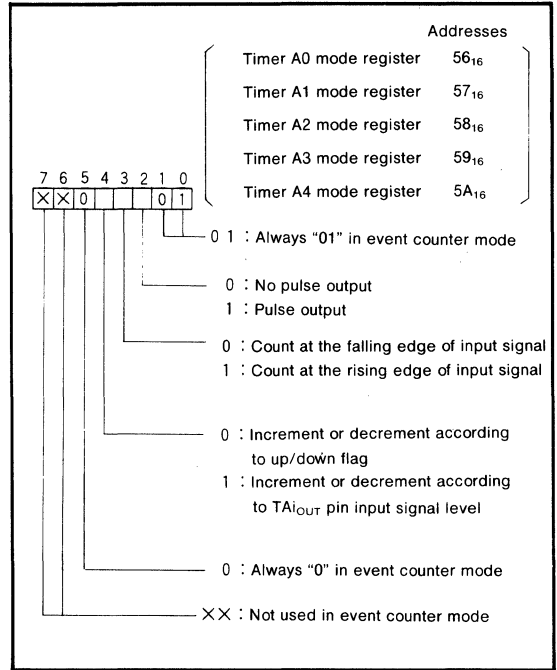 Addresses
Timer A0 mode register 56₁₆
Timer A1 mode register 57₁₆
Timer A2 mode register 58₁₆
Timer A3 mode register 59₁₆
Timer A4 mode register 5A₁₆
7 6 5 4 3 2 1 0
× × 0 0 1
0 1 : Always "01" in event counter mode
0 : No pulse output
1 : Pulse output
0 : Count at the falling edge of input signal
1 : Count at the rising edge of input signal
0 : Increment or decrement according
to up/down flag
1 : Increment or decrement according
to TAiOUT pin input signal level
0 : Always "0" in event counter mode
×× : Not used in event counter mode